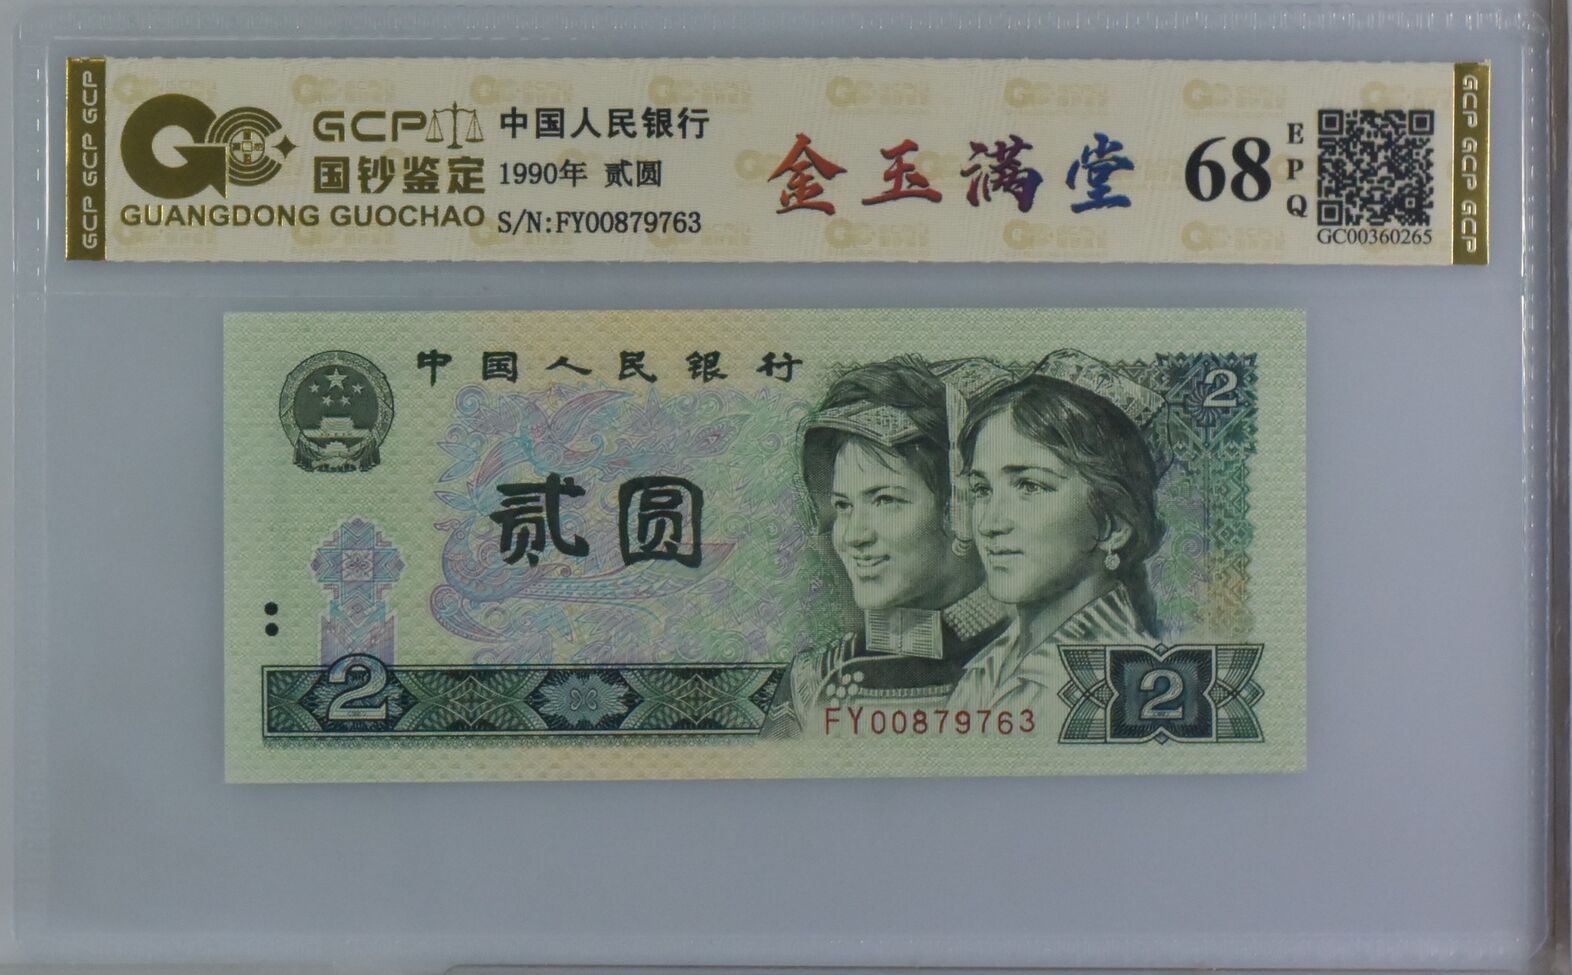 GCP GCP GCP
GCP
国钞鉴定
GUANGDONG GUOCHAO
中国人民银行
1990年 贰圆
S/N:FY00879763
金玉满堂
68
EPQ
GC00360265
GCP GCP GCP
中国人民银行
2
贰圆
2
FY00879763
2